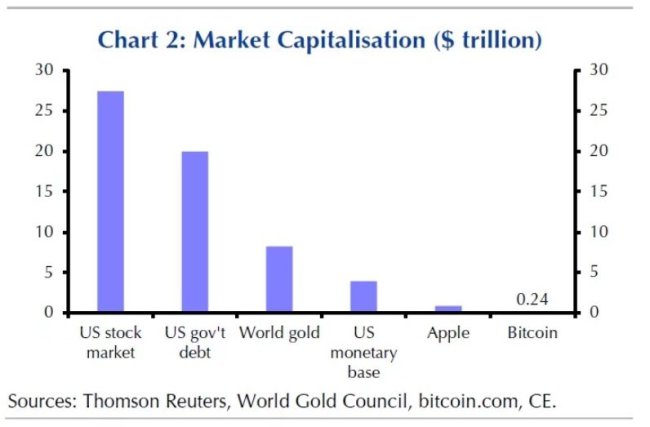 Chart 2: Market Capitalisation ($ trillion)
30 30
25 25
20 20
15 15
10 10
5 5
0.24
0 0
US stock market
US gov't debt
World gold
US monetary base
Apple
Bitcoin
Sources: Thomson Reuters, World Gold Council, bitcoin.com, CE.